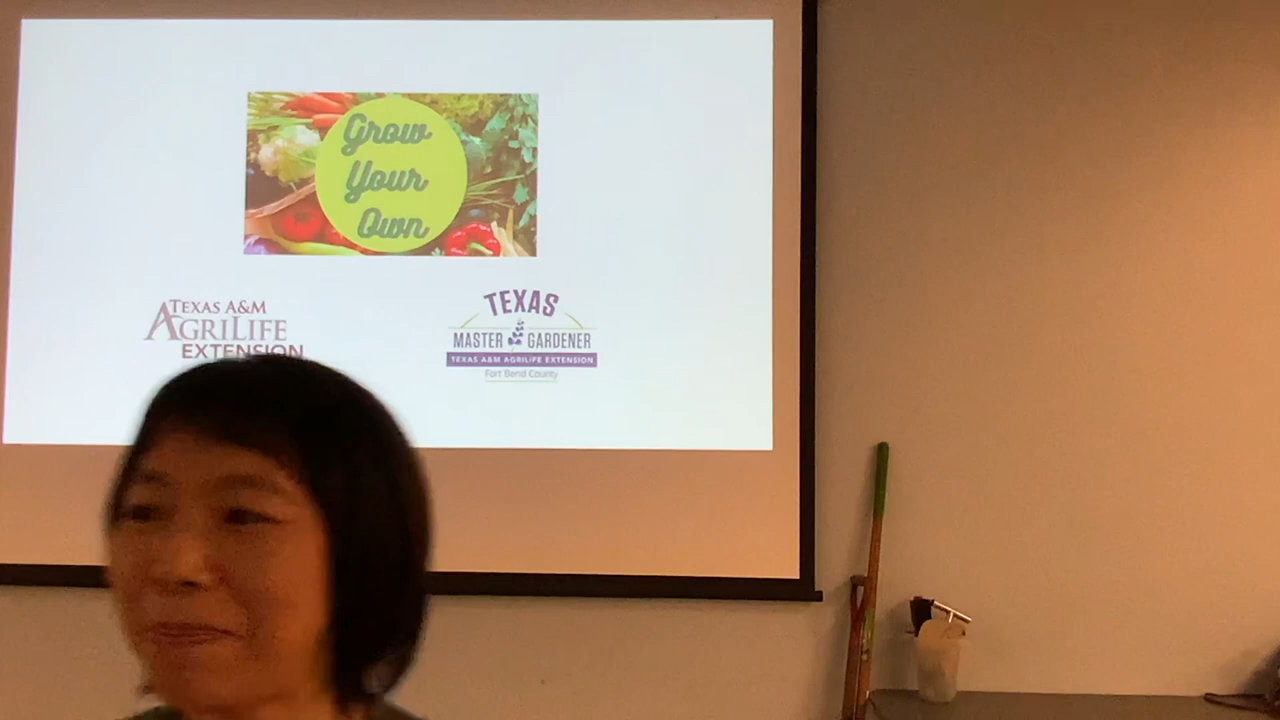 Grow
Your
Own
TEXAS A&M
AGRILIFE
EXTENSION
TEXAS
MASTER GARDENER
TEXAS A&M AGRILIFE EXTENSION
Fort Bend County